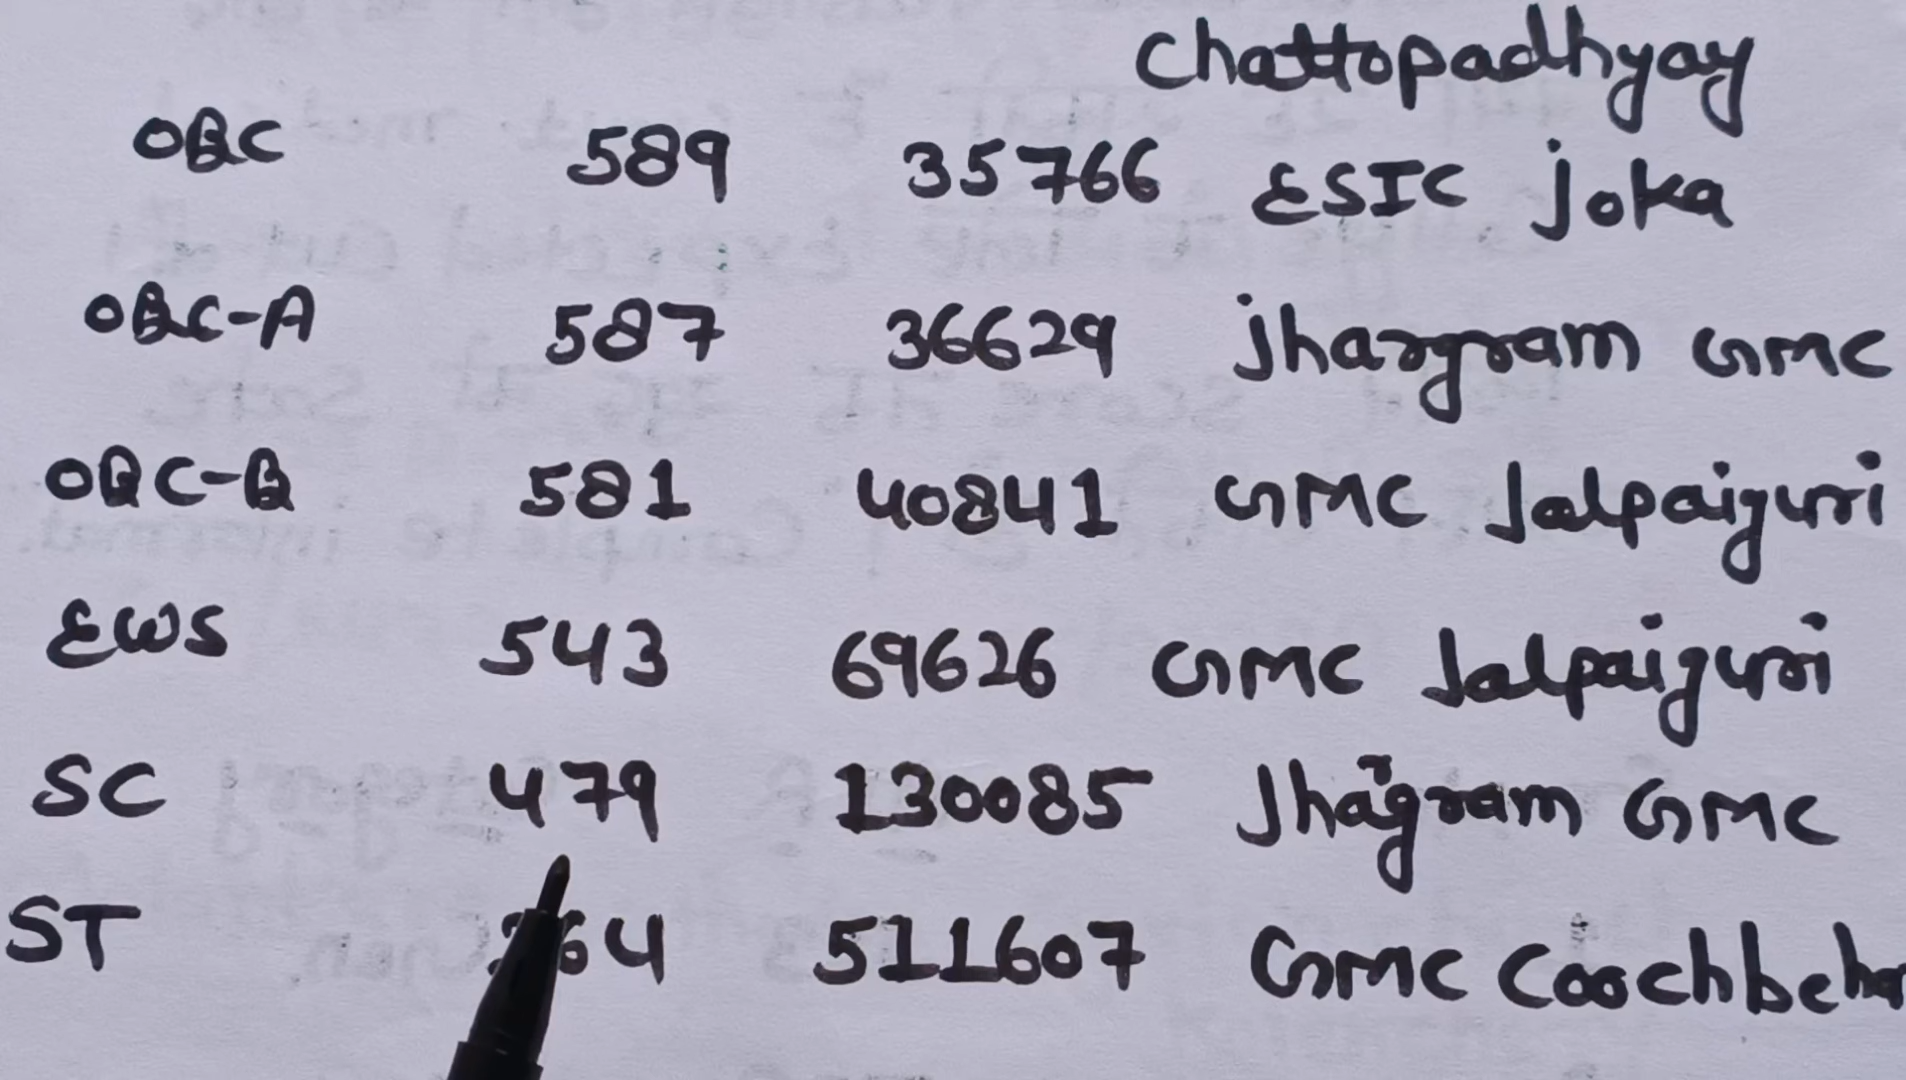 Chattopadhyay
OBC 589 35766 ESIC Joka
OBC-A 587 36629 Jhargram GMC
OBC-B 581 40841 GMC Jalpaiguri
EWS 543 69626 GMC Jalpaiguri
SC 479 130085 Jhargram GMC
ST 511607 GMC Coochbehar